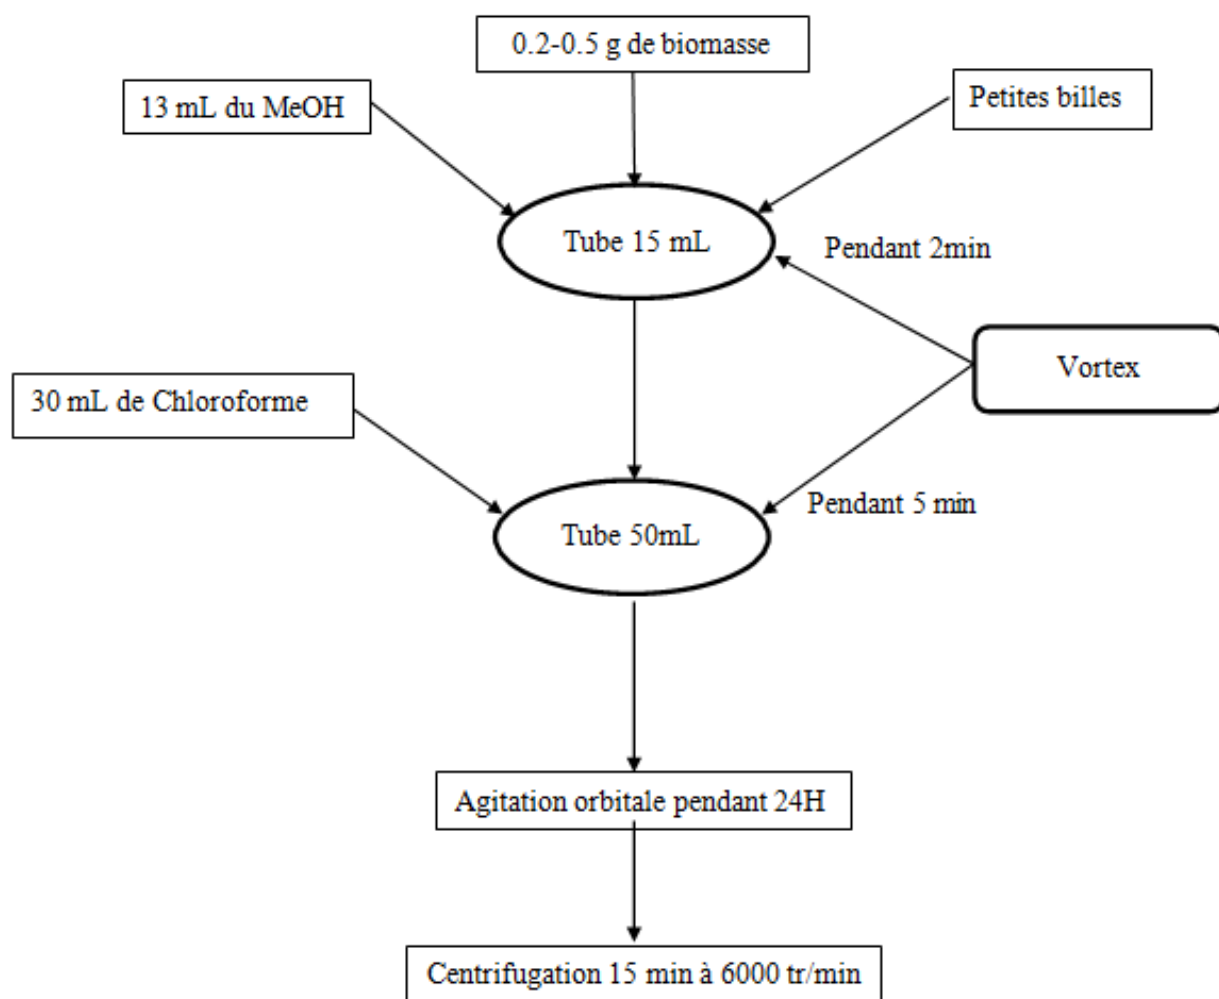 0.2-0.5 g de biomasse
13 mL du MeOH
Petites billes
Tube 15 mL
Pendant 2min
Vortex
30 mL de Chloroforme
Pendant 5 min
Tube 50mL
Agitation orbitale pendant 24H
Centrifugation 15 min à 6000 tr/min